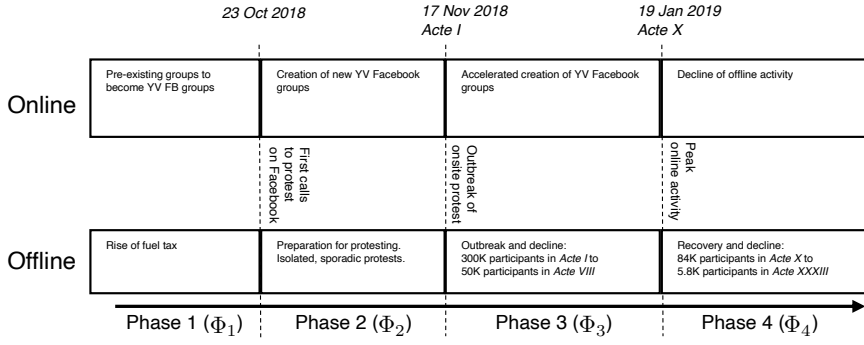 23 Oct 2018
17 Nov 2018
Acte I
19 Jan 2019
Acte X
Online
Pre-existing groups to
become YV FB groups
Creation of new YV Facebook
groups
Accelerated creation of YV Facebook
groups
Decline of offline activity
First calls
to protest
on Facebook
Outbreak of
onsite protest
Peak
online activity
Offline
Rise of fuel tax
Preparation for protesting.
Isolated, sporadic protests.
Outbreak and decline:
300K participants in Acte I to
50K participants in Acte VIII
Recovery and decline:
84K participants in Acte X to
5.8K participants in Acte XXXIII
Phase 1 (Φ₁)
Phase 2 (Φ₂)
Phase 3 (Φ₃)
Phase 4 (Φ₄)